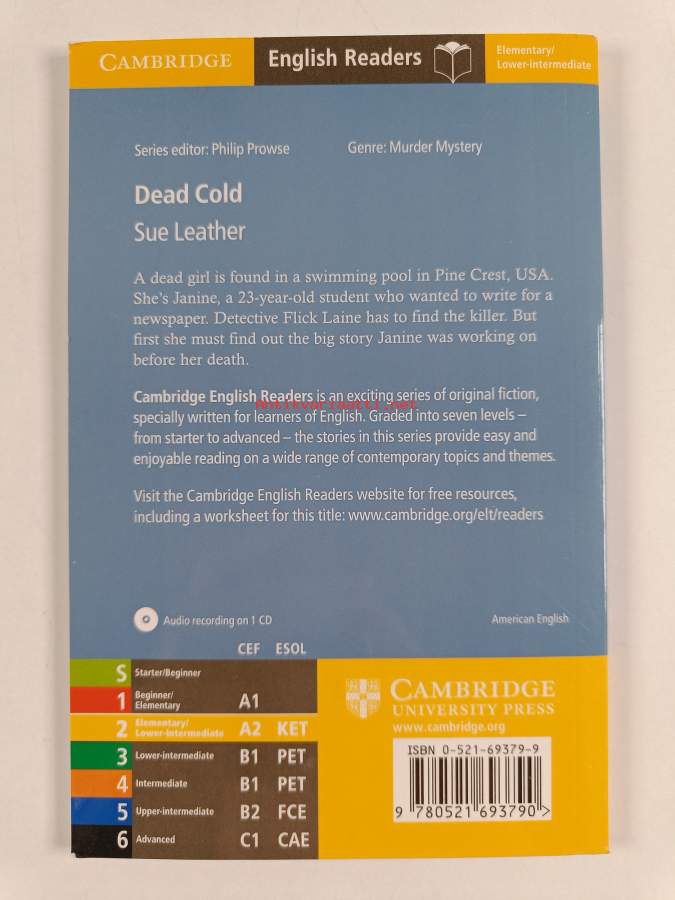 CAMBRIDGE English Readers Elementary/
Lower-intermediate
Series editor: Philip Prowse Genre: Murder Mystery
Dead Cold
Sue Leather
A dead girl is found in a swimming pool in Pine Crest, USA.
She's Janine, a 23-year-old student who wanted to write for a
newspaper. Detective Flick Laine has to find the killer. But
first she must find out the big story Janine was working on
before her death.
Cambridge English Readers is an exciting series of original fiction,
Antikvariaatti.net
specially written for learners of English. Graded into seven levels –
from starter to advanced – the stories in this series provide easy and
enjoyable reading on a wide range of contemporary topics and themes.
Visit the Cambridge English Readers website for free resources,
including a worksheet for this title: www.cambridge.org/elt/readers
Audio recording on 1 CD American English
CEF ESOL
S Starter/Beginner
1 Beginner/
Elementary A1
2 Elementary/
Lower-intermediate A2 KET
3 Lower-intermediate B1 PET
4 Intermediate B1 PET
5 Upper-intermediate B2 FCE
6 Advanced C1 CAE
CAMBRIDGE
UNIVERSITY PRESS
www.cambridge.org
ISBN 0-521-69379-9
9 780521 693790 >